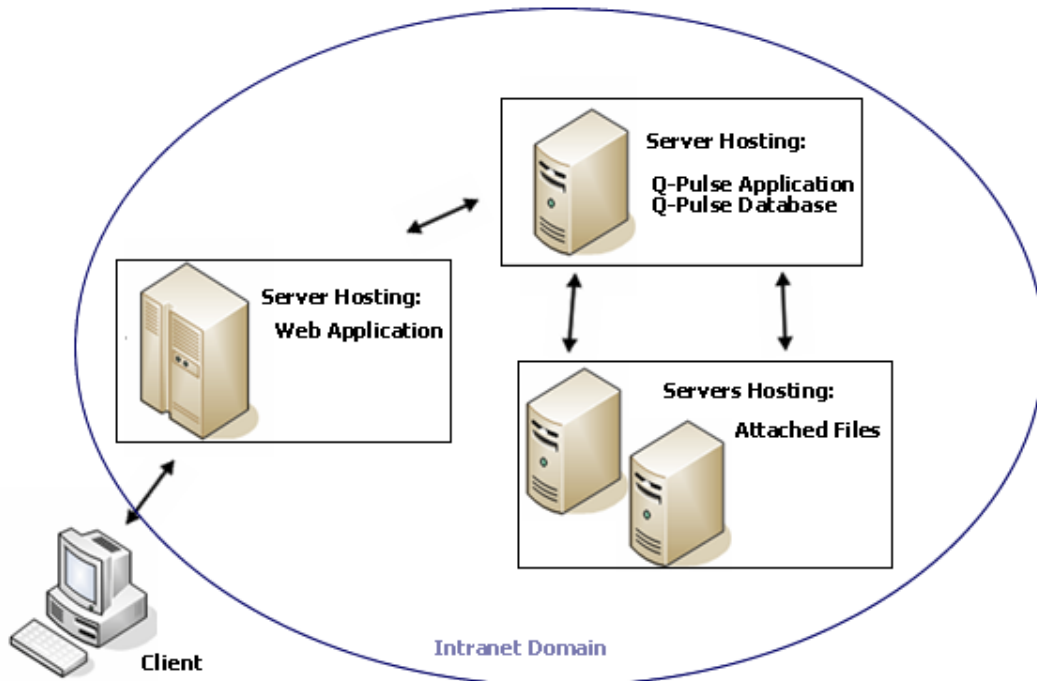 Server Hosting:
Q-Pulse Application
Q-Pulse Database
Server Hosting:
Web Application
Servers Hosting:
Attached Files
Intranet Domain
Client